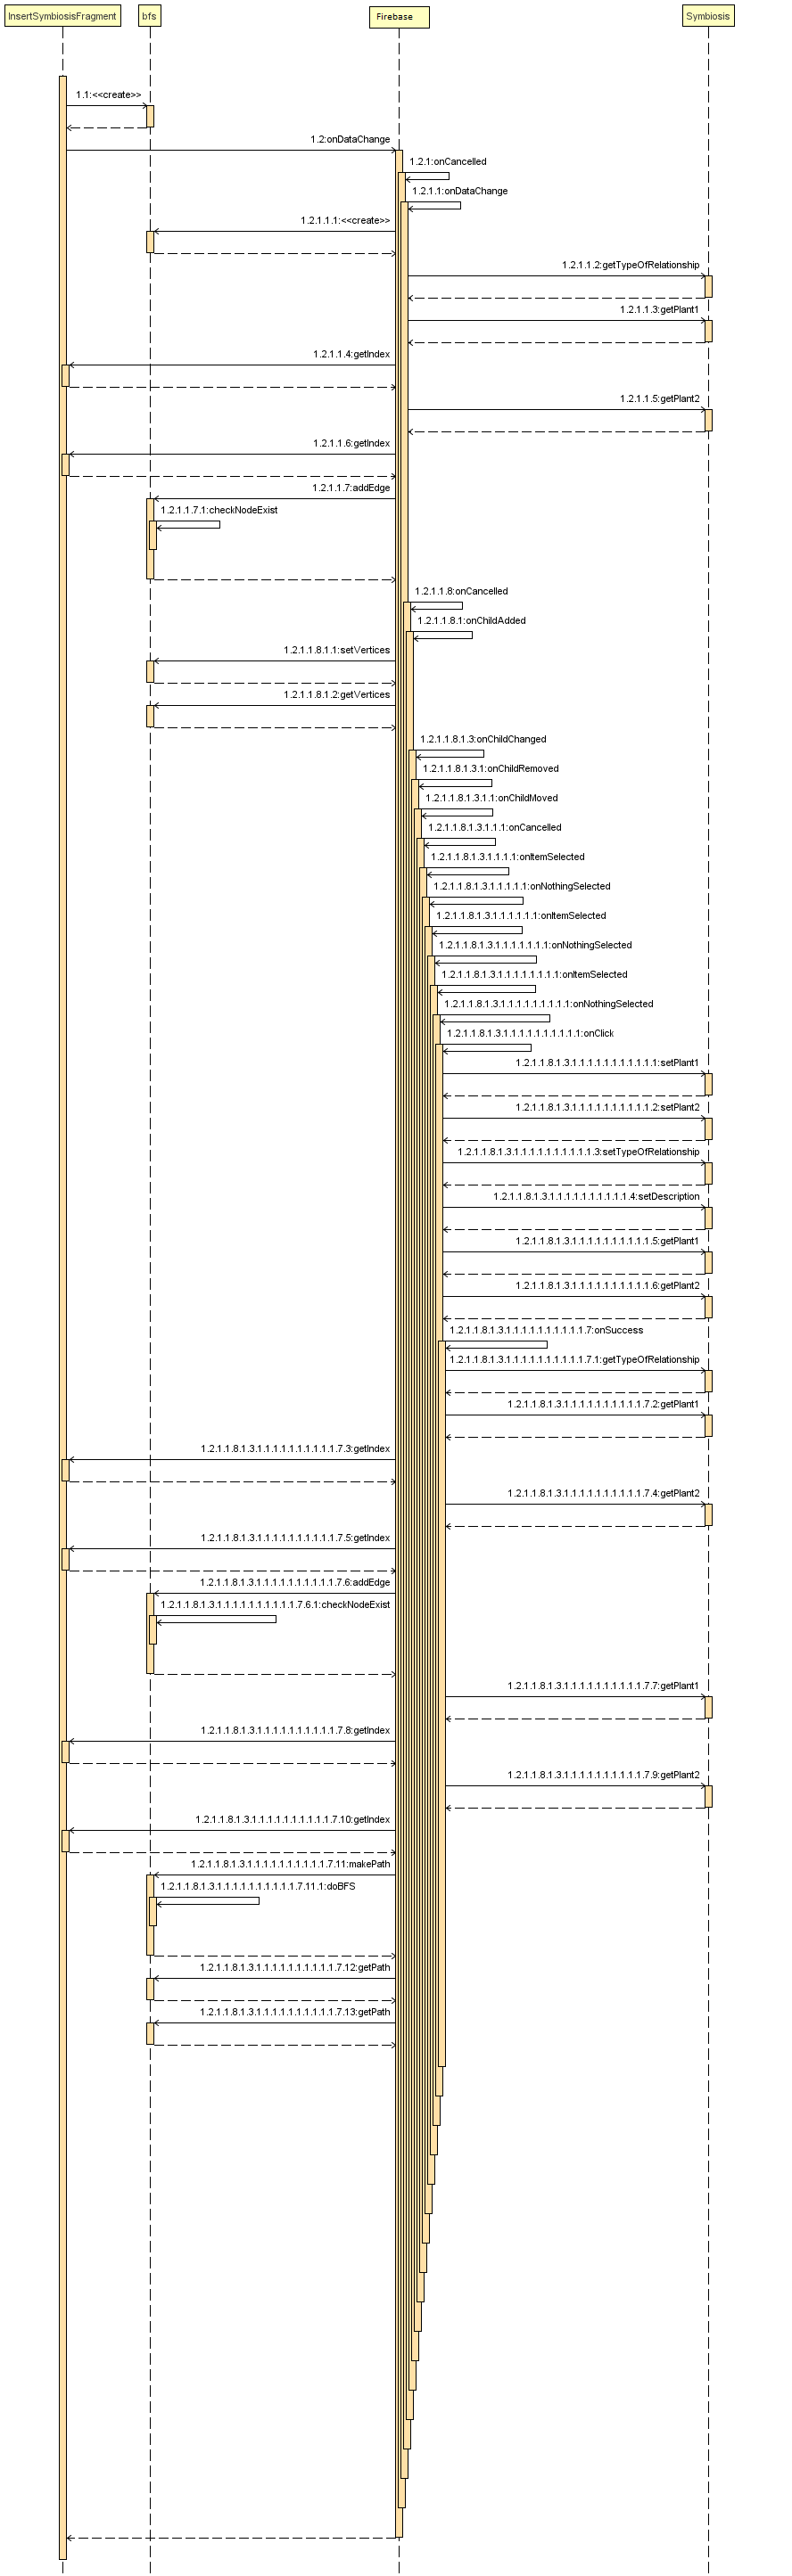 InsertSymbiosisFragment
bfs
Firebase
Symbiosis
1.1:<<create>>
1.2:onDataChange
1.2.1:onCancelled
1.2.1.1:onDataChange
1.2.1.1.1:<<create>>
1.2.1.1.2:getTypeOfRelationship
1.2.1.1.3:getPlant1
1.2.1.1.4:getIndex
1.2.1.1.5:getPlant2
1.2.1.1.6:getIndex
1.2.1.1.7:addEdge
1.2.1.1.7.1:checkNodeExist
1.2.1.1.8:onCancelled
1.2.1.1.8.1:onChildAdded
1.2.1.1.8.1.1:setVertices
1.2.1.1.8.1.2:getVertices
1.2.1.1.8.1.3:onChildChanged
1.2.1.1.8.1.3.1:onChildRemoved
1.2.1.1.8.1.3.1.1:onChildMoved
1.2.1.1.8.1.3.1.1.1:onCancelled
1.2.1.1.8.1.3.1.1.1.1:onItemSelected
1.2.1.1.8.1.3.1.1.1.1.1:onNothingSelected
1.2.1.1.8.1.3.1.1.1.1.1.1:onItemSelected
1.2.1.1.8.1.3.1.1.1.1.1.1.1:onNothingSelected
1.2.1.1.8.1.3.1.1.1.1.1.1.1.1:onItemSelected
1.2.1.1.8.1.3.1.1.1.1.1.1.1.1.1:onNothingSelected
1.2.1.1.8.1.3.1.1.1.1.1.1.1.1.1.1:onClick
1.2.1.1.8.1.3.1.1.1.1.1.1.1.1.1.1.1:setPlant1
1.2.1.1.8.1.3.1.1.1.1.1.1.1.1.1.1.2:setPlant2
1.2.1.1.8.1.3.1.1.1.1.1.1.1.1.1.1.3:setTypeOfRelationship
1.2.1.1.8.1.3.1.1.1.1.1.1.1.1.1.1.4:setDescription
1.2.1.1.8.1.3.1.1.1.1.1.1.1.1.1.1.5:getPlant1
1.2.1.1.8.1.3.1.1.1.1.1.1.1.1.1.1.6:getPlant2
1.2.1.1.8.1.3.1.1.1.1.1.1.1.1.1.1.7:onSuccess
1.2.1.1.8.1.3.1.1.1.1.1.1.1.1.1.1.7.1:getTypeOfRelationship
1.2.1.1.8.1.3.1.1.1.1.1.1.1.1.1.1.7.2:getPlant1
1.2.1.1.8.1.3.1.1.1.1.1.1.1.1.1.1.7.3:getIndex
1.2.1.1.8.1.3.1.1.1.1.1.1.1.1.1.1.7.4:getPlant2
1.2.1.1.8.1.3.1.1.1.1.1.1.1.1.1.1.7.5:getIndex
1.2.1.1.8.1.3.1.1.1.1.1.1.1.1.1.1.7.6:addEdge
1.2.1.1.8.1.3.1.1.1.1.1.1.1.1.1.1.7.6.1:checkNodeExist
1.2.1.1.8.1.3.1.1.1.1.1.1.1.1.1.1.7.7:getPlant1
1.2.1.1.8.1.3.1.1.1.1.1.1.1.1.1.1.7.8:getIndex
1.2.1.1.8.1.3.1.1.1.1.1.1.1.1.1.1.7.9:getPlant2
1.2.1.1.8.1.3.1.1.1.1.1.1.1.1.1.1.7.10:getIndex
1.2.1.1.8.1.3.1.1.1.1.1.1.1.1.1.1.7.11:makePath
1.2.1.1.8.1.3.1.1.1.1.1.1.1.1.1.1.7.11.1:doBFS
1.2.1.1.8.1.3.1.1.1.1.1.1.1.1.1.1.7.12:getPath
1.2.1.1.8.1.3.1.1.1.1.1.1.1.1.1.1.7.13:getPath